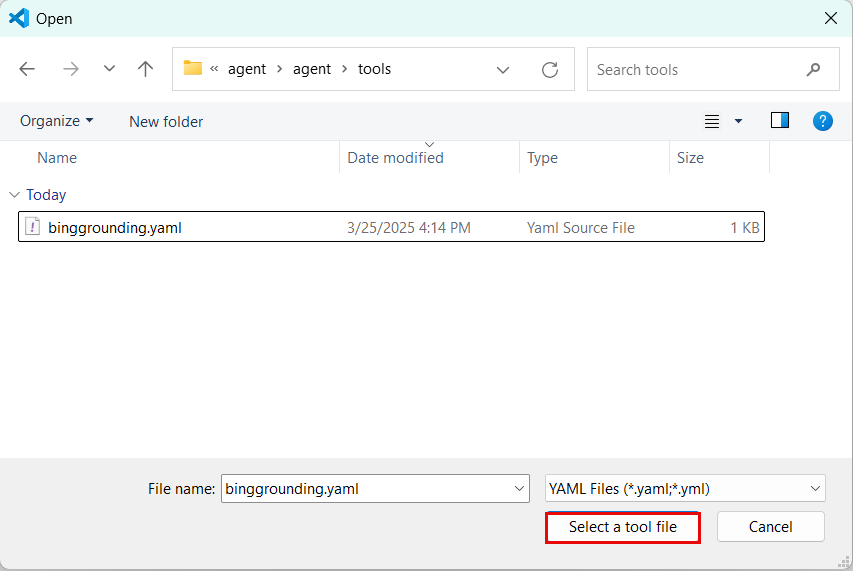 Open
« agent > agent > tools
Search tools
Organize
New folder
?
Name Date modified Type Size
Today
! binggrounding.yaml 3/25/2025 4:14 PM Yaml Source File 1 KB
File name: binggrounding.yaml YAML Files (*.yaml;*.yml)
Select a tool file Cancel